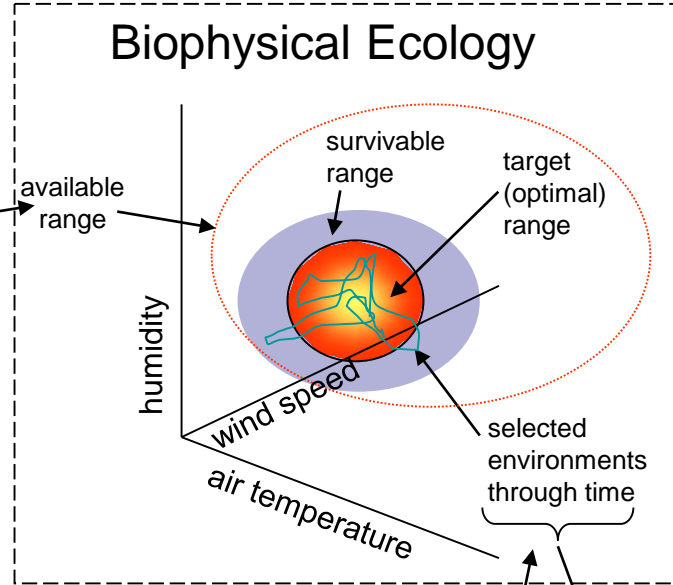 Biophysical Ecology
survivable
range
target
(optimal)
range
available
range
humidity
wind speed
air temperature
selected
environments
through time